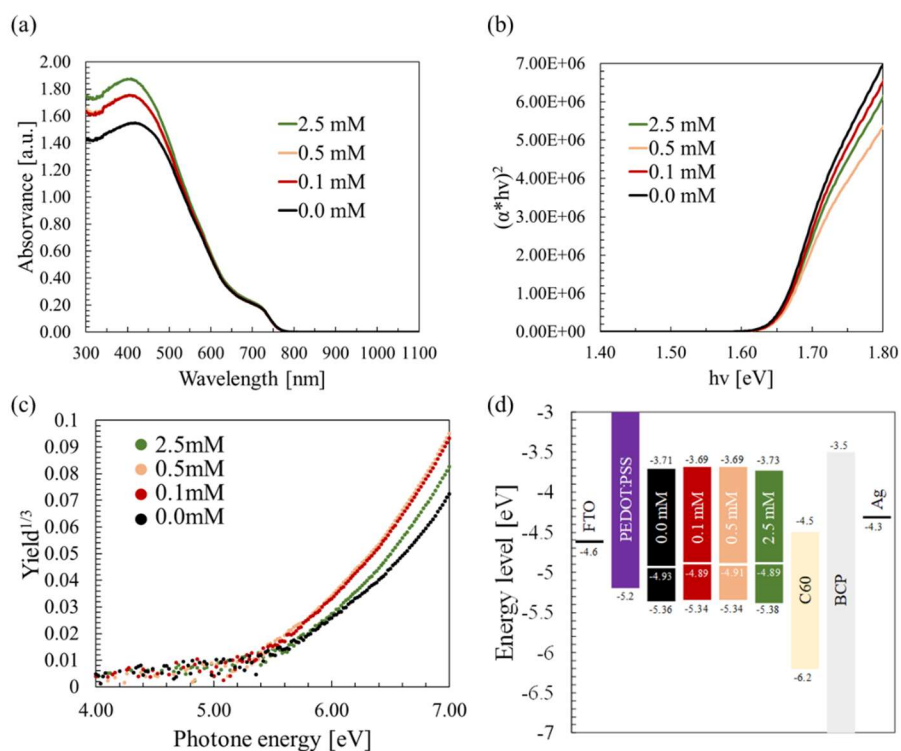 (a)
Absorvance [a.u.]
2.00
1.80
1.60
1.40
1.20
1.00
0.80
0.60
0.40
0.20
0.00
2.5 mM
0.5 mM
0.1 mM
0.0 mM
300 400 500 600 700 800 900 1000 1100
Wavelength [nm]
(b)
(α*hv)²
7.00E+06
6.00E+06
5.00E+06
4.00E+06
3.00E+06
2.00E+06
1.00E+06
0.00E+06
2.5 mM
0.5 mM
0.1 mM
0.0 mM
1.40 1.50 1.60 1.70 1.80
hv [eV]
(c)
Yield^1/3
0.1
0.09
0.08
0.07
0.06
0.05
0.04
0.03
0.02
0.01
0
2.5mM
0.5mM
0.1mM
0.0mM
4.00 5.00 6.00 7.00
Photone energy [eV]
(d)
Energy level [eV]
-3
-3.5
-4
-4.5
-5
-5.5
-6
-6.5
-7
FTO
-4.6
PEDOT:PSS
-5.2
-3.71
0.0 mM
-4.93
-5.36
-3.69
0.1 mM
-4.89
-5.34
-3.69
0.5 mM
-4.91
-5.34
-3.73
2.5 mM
-4.89
-5.38
-4.5
C60
-6.2
-3.5
BCP
Ag
-4.3